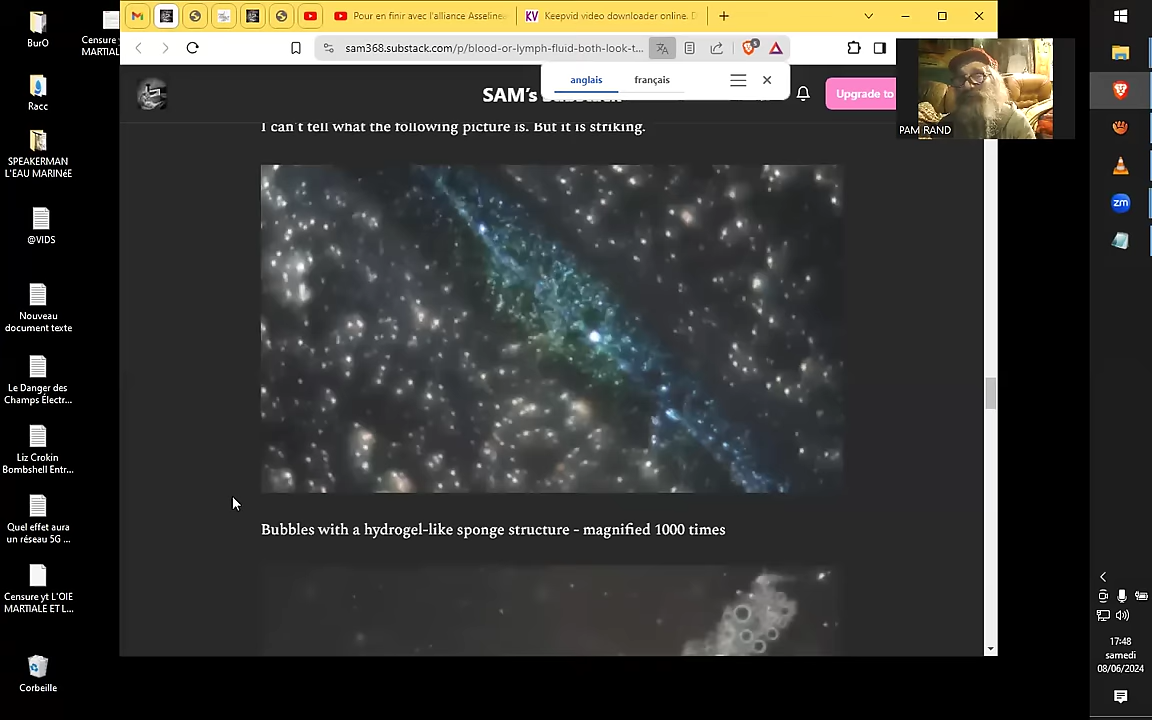 BurO
Censure yt
MARTIALE ET L...
Racc
SPEAKERMAN
L'EAU MARINéE
@VIDS
Nouveau
document texte
Le Danger des
Champs Électr...
Liz Crokin
Bombshell Entr...
Quel effet aura
un réseau 5G ...
Censure yt L'OIE
MARTIALE ET L...
Corbeille
Pour en finir avec l'alliance Asseline
KV Keepvid video downloader online. D
sam368.substack.com/p/blood-or-lymph-fluid-both-look-t...
anglais français
SAM's
Upgrade to
PAM RAND
I can't tell what the following picture is. But it is striking.
Bubbles with a hydrogel-like sponge structure - magnified 1000 times
zm
17:48
samedi
08/06/2024